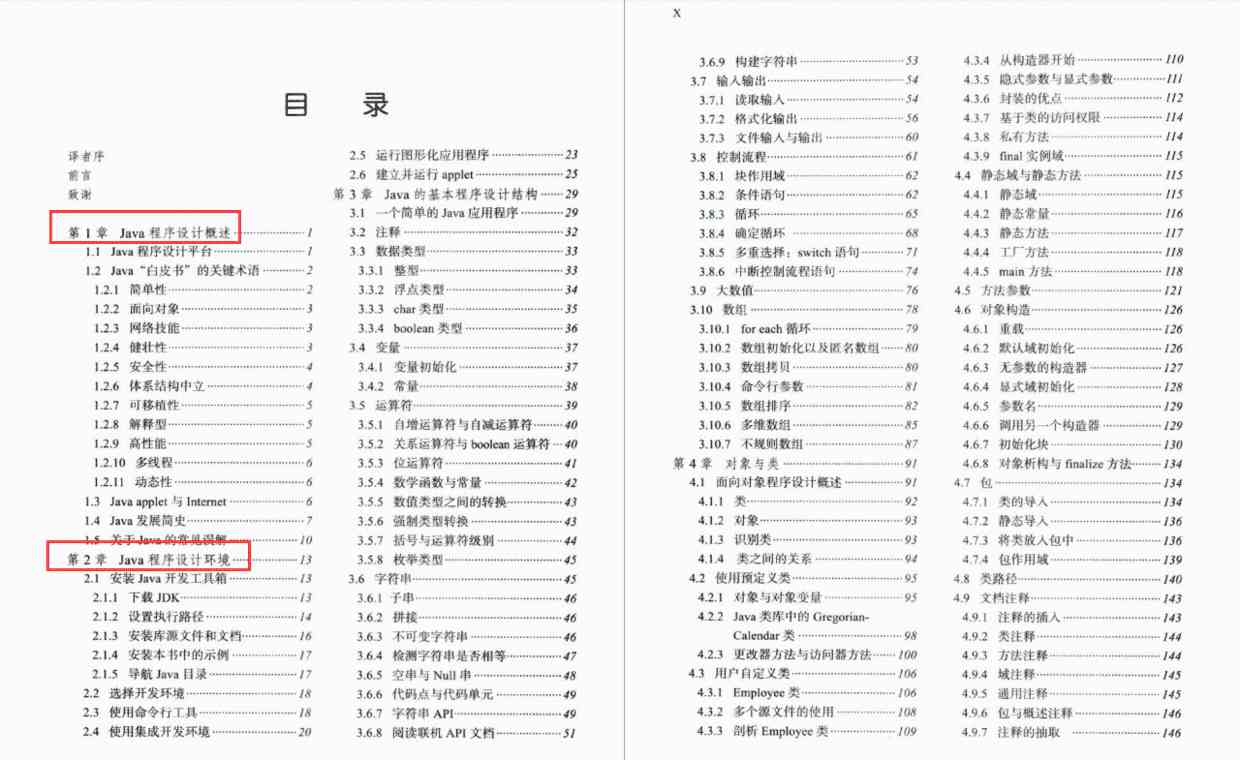 目 录
译者序
前言
致谢
第 1 章 Java 程序设计概述 ……… 1
1.1 Java 程序设计平台 ……… 1
1.2 Java “白皮书”的关键术语 ……… 2
1.2.1 简单性 ……… 2
1.2.2 面向对象 ……… 3
1.2.3 网络技能 ……… 3
1.2.4 健壮性 ……… 3
1.2.5 安全性 ……… 4
1.2.6 体系结构中立 ……… 4
1.2.7 可移植性 ……… 5
1.2.8 解释型 ……… 5
1.2.9 高性能 ……… 5
1.2.10 多线程 ……… 6
1.2.11 动态性 ……… 6
1.3 Java applet 与 Internet ……… 6
1.4 Java 发展简史 ……… 7
1.5 关于 Java 的常见误解 ……… 10
第 2 章 Java 程序设计环境 ……… 13
2.1 安装 Java 开发工具箱 ……… 13
2.1.1 下载 JDK ……… 13
2.1.2 设置执行路径 ……… 14
2.1.3 安装库源文件和文档 ……… 16
2.1.4 安装本书中的示例 ……… 17
2.1.5 导航 Java 目录 ……… 17
2.2 选择开发环境 ……… 18
2.3 使用命令行工具 ……… 18
2.4 使用集成开发环境 ……… 20
2.5 运行图形化应用程序 ……… 23
2.6 建立并运行 applet ……… 25
第 3 章 Java 的基本程序设计结构 ……… 29
3.1 一个简单的 Java 应用程序 ……… 29
3.2 注释 ……… 32
3.3 数据类型 ……… 33
3.3.1 整型 ……… 33
3.3.2 浮点类型 ……… 34
3.3.3 char 类型 ……… 35
3.3.4 boolean 类型 ……… 36
3.4 变量 ……… 37
3.4.1 变量初始化 ……… 37
3.4.2 常量 ……… 38
3.5 运算符 ……… 39
3.5.1 自增运算符与自减运算符 ……… 40
3.5.2 关系运算符与 boolean 运算符 ……… 40
3.5.3 位运算符 ……… 41
3.5.4 数学函数与常量 ……… 42
3.5.5 数值类型之间的转换 ……… 43
3.5.6 强制类型转换 ……… 43
3.5.7 括号与运算符级别 ……… 44
3.5.8 枚举类型 ……… 45
3.6 字符串 ……… 45
3.6.1 子串 ……… 46
3.6.2 拼接 ……… 46
3.6.3 不可变字符串 ……… 46
3.6.4 检测字符串是否相等 ……… 47
3.6.5 空串与 Null 串 ……… 48
3.6.6 代码点与代码单元 ……… 49
3.6.7 字符串 API ……… 49
3.6.8 阅读联机 API 文档 ……… 51
X
3.6.9 构建字符串 ……… 53
3.7 输入输出 ……… 54
3.7.1 读取输入 ……… 54
3.7.2 格式化输出 ……… 56
3.7.3 文件输入与输出 ……… 60
3.8 控制流程 ……… 61
3.8.1 块作用域 ……… 62
3.8.2 条件语句 ……… 62
3.8.3 循环 ……… 65
3.8.4 确定循环 ……… 68
3.8.5 多重选择：switch 语句 ……… 71
3.8.6 中断控制流程语句 ……… 74
3.9 大数值 ……… 76
3.10 数组 ……… 78
3.10.1 for each 循环 ……… 79
3.10.2 数组初始化以及匿名数组 ……… 80
3.10.3 数组拷贝 ……… 80
3.10.4 命令行参数 ……… 81
3.10.5 数组排序 ……… 82
3.10.6 多维数组 ……… 85
3.10.7 不规则数组 ……… 87
第 4 章 对象与类 ……… 91
4.1 面向对象程序设计概述 ……… 91
4.1.1 类 ……… 92
4.1.2 对象 ……… 93
4.1.3 识别类 ……… 93
4.1.4 类之间的关系 ……… 94
4.2 使用预定义类 ……… 95
4.2.1 对象与对象变量 ……… 95
4.2.2 Java 类库中的 Gregorian-
Calendar 类 ……… 98
4.2.3 更改器方法与访问器方法 ……… 100
4.3 用户自定义类 ……… 106
4.3.1 Employee 类 ……… 106
4.3.2 多个源文件的使用 ……… 108
4.3.3 剖析 Employee 类 ……… 109
4.3.4 从构造器开始 ……… 110
4.3.5 隐式参数与显式参数 ……… 111
4.3.6 封装的优点 ……… 112
4.3.7 基于类的访问权限 ……… 114
4.3.8 私有方法 ……… 114
4.3.9 final 实例域 ……… 115
4.4 静态域与静态方法 ……… 115
4.4.1 静态域 ……… 115
4.4.2 静态常量 ……… 116
4.4.3 静态方法 ……… 117
4.4.4 工厂方法 ……… 118
4.4.5 main 方法 ……… 118
4.5 方法参数 ……… 121
4.6 对象构造 ……… 126
4.6.1 重载 ……… 126
4.6.2 默认域初始化 ……… 126
4.6.3 无参数的构造器 ……… 127
4.6.4 显式域初始化 ……… 128
4.6.5 参数名 ……… 129
4.6.6 调用另一个构造器 ……… 129
4.6.7 初始化块 ……… 130
4.6.8 对象析构与 finalize 方法 ……… 134
4.7 包 ……… 134
4.7.1 类的导入 ……… 134
4.7.2 静态导入 ……… 136
4.7.3 将类放入包中 ……… 136
4.7.4 包作用域 ……… 139
4.8 类路径 ……… 140
4.9 文档注释 ……… 143
4.9.1 注释的插入 ……… 143
4.9.2 类注释 ……… 144
4.9.3 方法注释 ……… 144
4.9.4 域注释 ……… 145
4.9.5 通用注释 ……… 145
4.9.6 包与概述注释 ……… 146
4.9.7 注释的抽取 ……… 146